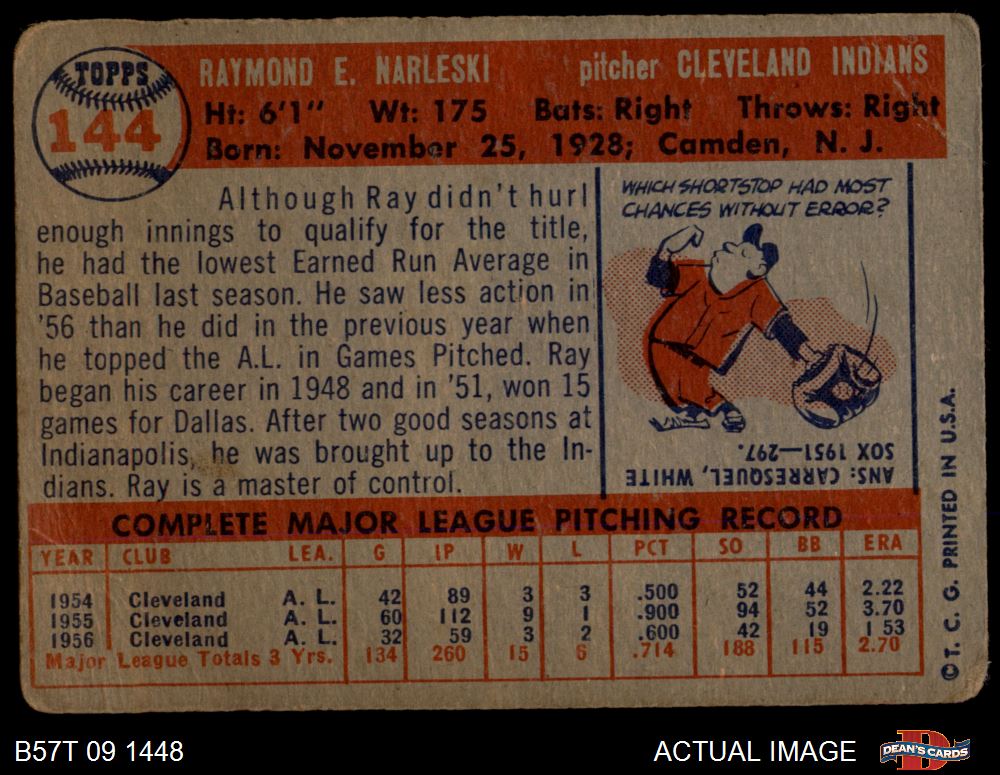 TOPPS
144
RAYMOND E. NARLESKI pitcher CLEVELAND INDIANS
Ht: 6'1" Wt: 175 Bats: Right Throws: Right
Born: November 25, 1928; Camden, N. J.
Although Ray didn't hurl
enough innings to qualify for the title,
he had the lowest Earned Run Average in
Baseball last season. He saw less action in
'56 than he did in the previous year when
he topped the A.L. in Games Pitched. Ray
began his career in 1948 and in '51, won 15
games for Dallas. After two good seasons at
Indianapolis, he was brought up to the In-
dians. Ray is a master of control.
WHICH SHORTSTOP HAD MOST
CHANCES WITHOUT ERROR?
ANS: CARRESQUEL, WHITE
SOX 1951—297.
COMPLETE MAJOR LEAGUE PITCHING RECORD
YEAR CLUB LEA. G IP W L PCT SO BB ERA
1954 Cleveland A. L. 42 89 3 3 .500 52 44 2.22
1955 Cleveland A. L. 60 112 9 1 .900 94 52 3.70
1956 Cleveland A. L. 32 59 3 2 .600 42 19 1 53
Major League Totals 3 Yrs. 134 260 15 6 .714 188 115 2.70
© T. C. G. PRINTED IN U.S.A.
B57T 09 1448 ACTUAL IMAGE DEAN'S CARDS